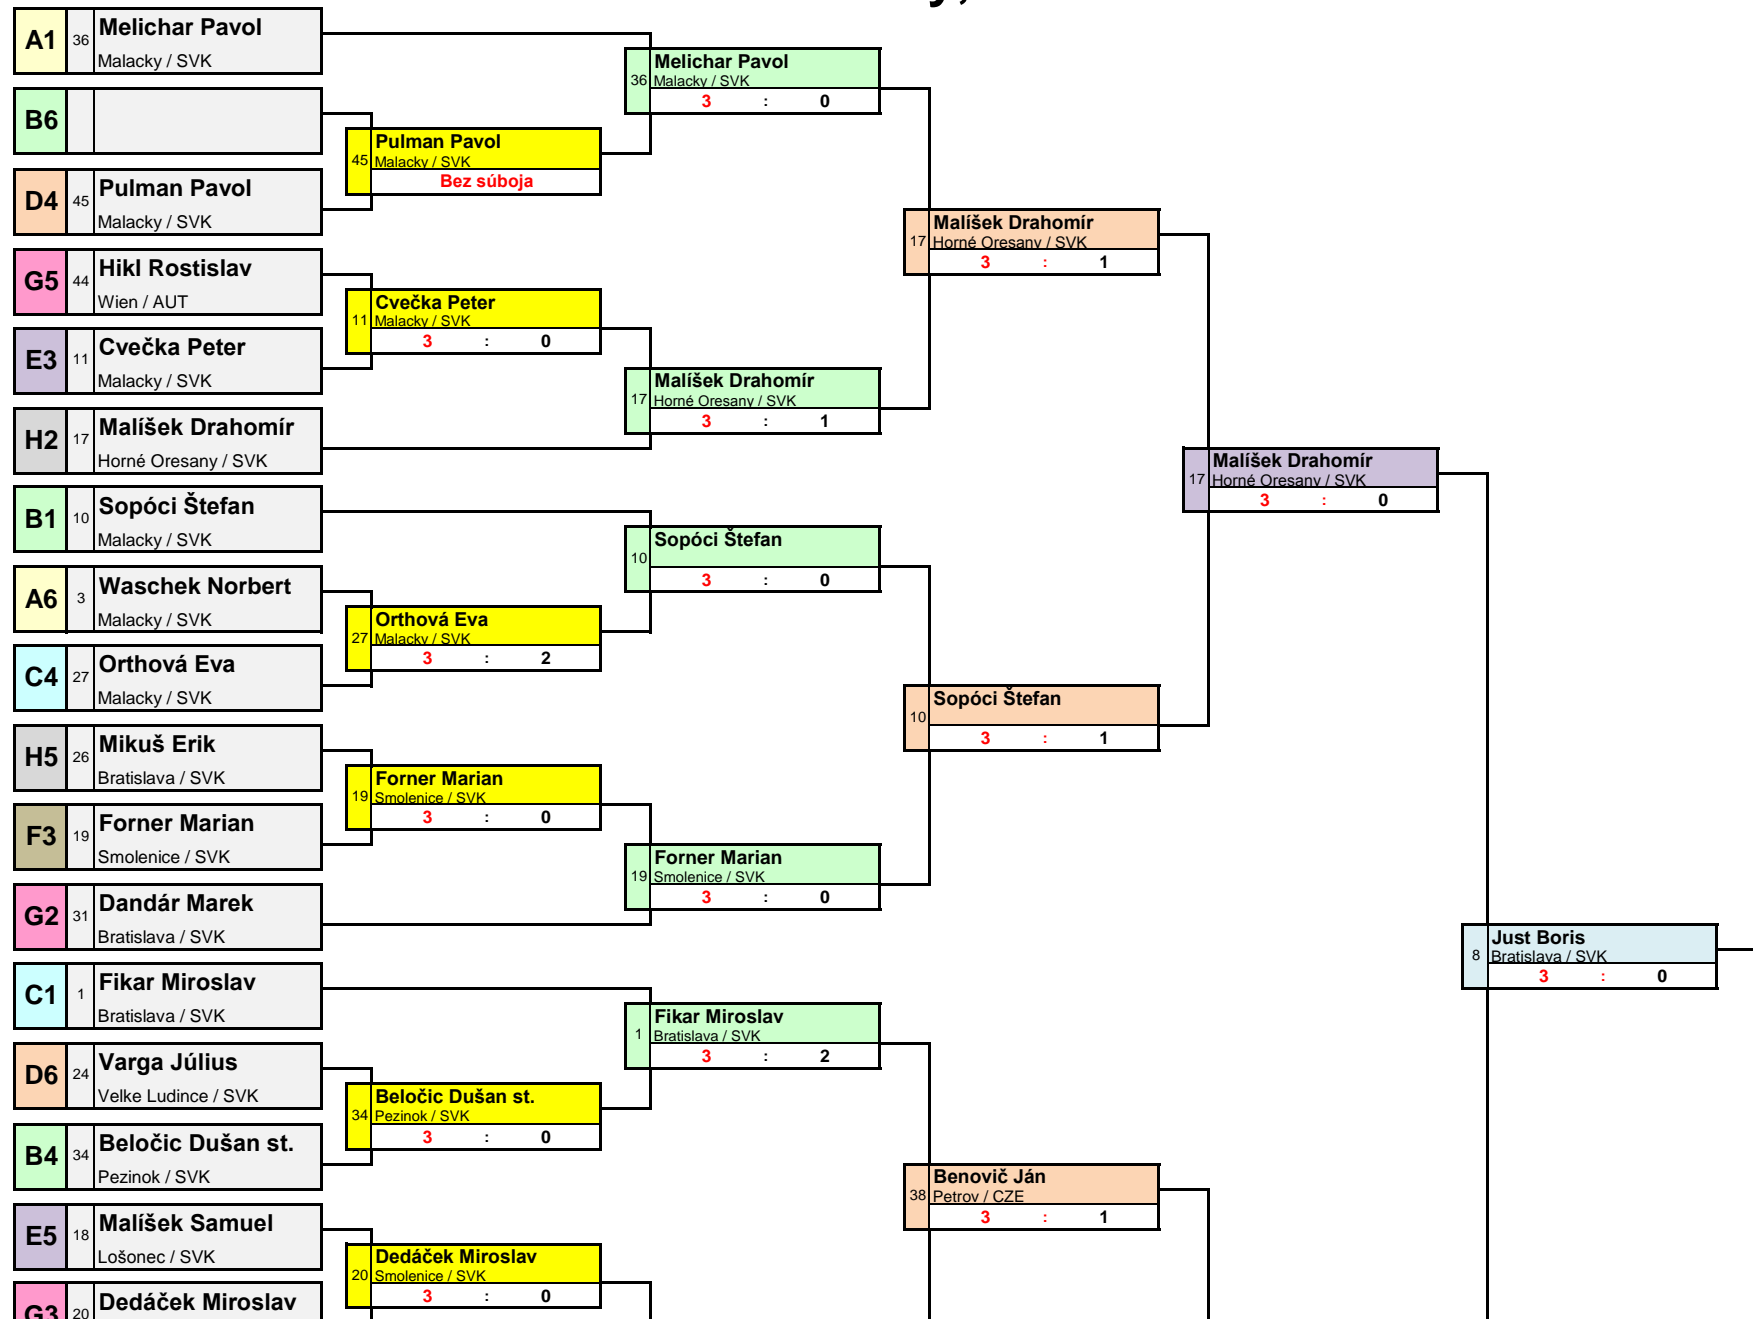 A1 36 Melichar Pavol
Malacky / SVK
B6
D4 45 Pulman Pavol
Malacky / SVK
G5 44 Hikl Rostislav
Wien / AUT
E3 11 Cvečka Peter
Malacky / SVK
H2 17 Malíšek Drahomír
Horné Oresany / SVK
B1 10 Sopóci Štefan
Malacky / SVK
A6 3 Waschek Norbert
Malacky / SVK
C4 27 Orthová Eva
Malacky / SVK
H5 26 Mikuš Erik
Bratislava / SVK
F3 19 Forner Marian
Smolenice / SVK
G2 31 Dandár Marek
Bratislava / SVK
C1 1 Fikar Miroslav
Bratislava / SVK
D6 24 Varga Július
Velke Ludince / SVK
B4 34 Beločic Dušan st.
Pezinok / SVK
E5 18 Malíšek Samuel
Lošonec / SVK
G3 20 Dedáček Miroslav
45 Pulman Pavol
Malacky / SVK
Bez súboja
11 Cvečka Peter
Malacky / SVK
3 : 0
27 Orthová Eva
Malacky / SVK
3 : 2
19 Forner Marian
Smolenice / SVK
3 : 0
34 Beločic Dušan st.
Pezinok / SVK
3 : 0
20 Dedáček Miroslav
Smolenice / SVK
3 : 0
36 Melichar Pavol
Malacky / SVK
3 : 0
17 Malíšek Drahomír
Horné Oresany / SVK
3 : 1
10 Sopóci Štefan
3 : 0
19 Forner Marian
Smolenice / SVK
3 : 0
1 Fikar Miroslav
Bratislava / SVK
3 : 2
17 Malíšek Drahomír
Horné Oresany / SVK
3 : 1
10 Sopóci Štefan
3 : 1
38 Benovič Ján
Petrov / CZE
3 : 1
17 Malíšek Drahomír
Horné Oresany / SVK
3 : 0
8 Just Boris
Bratislava / SVK
3 : 0